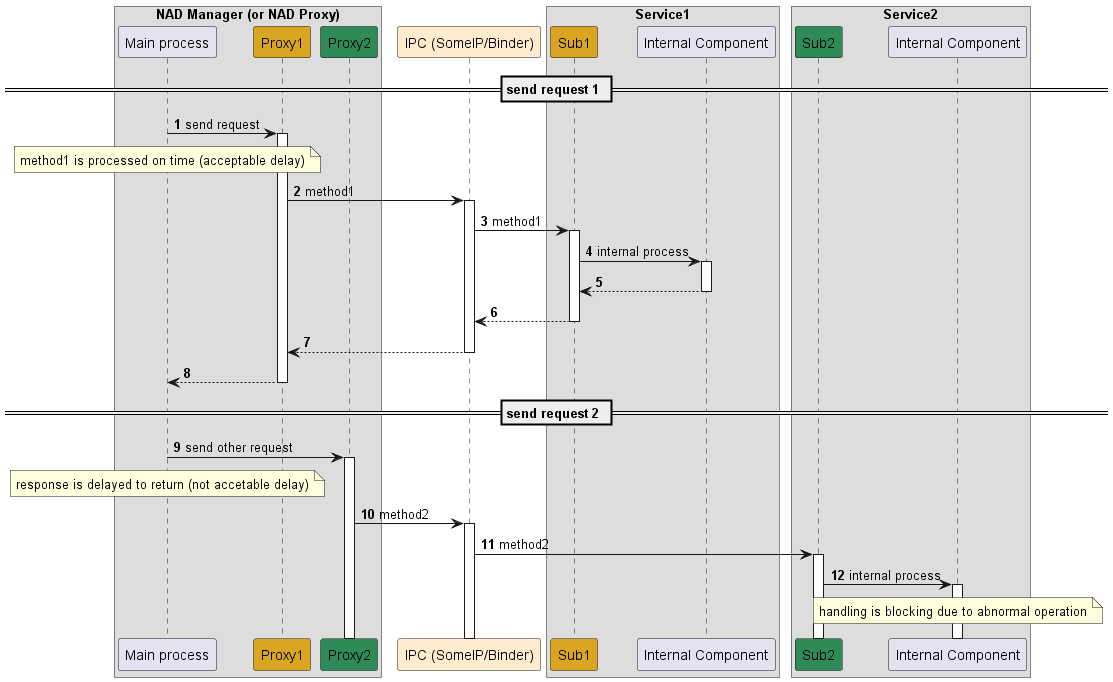 NAD Manager (or NAD Proxy)
Service1
Service2
Main process
Proxy1
Proxy2
IPC (SomeIP/Binder)
Sub1
Internal Component
Sub2
Internal Component
send request 1
1 send request
method1 is processed on time (acceptable delay)
2 method1
3 method1
4 internal process
5
6
7
8
send request 2
9 send other request
response is delayed to return (not accetable delay)
10 method2
11 method2
12 internal process
handling is blocking due to abnormal operation
Main process
Proxy1
Proxy2
IPC (SomeIP/Binder)
Sub1
Internal Component
Sub2
Internal Component